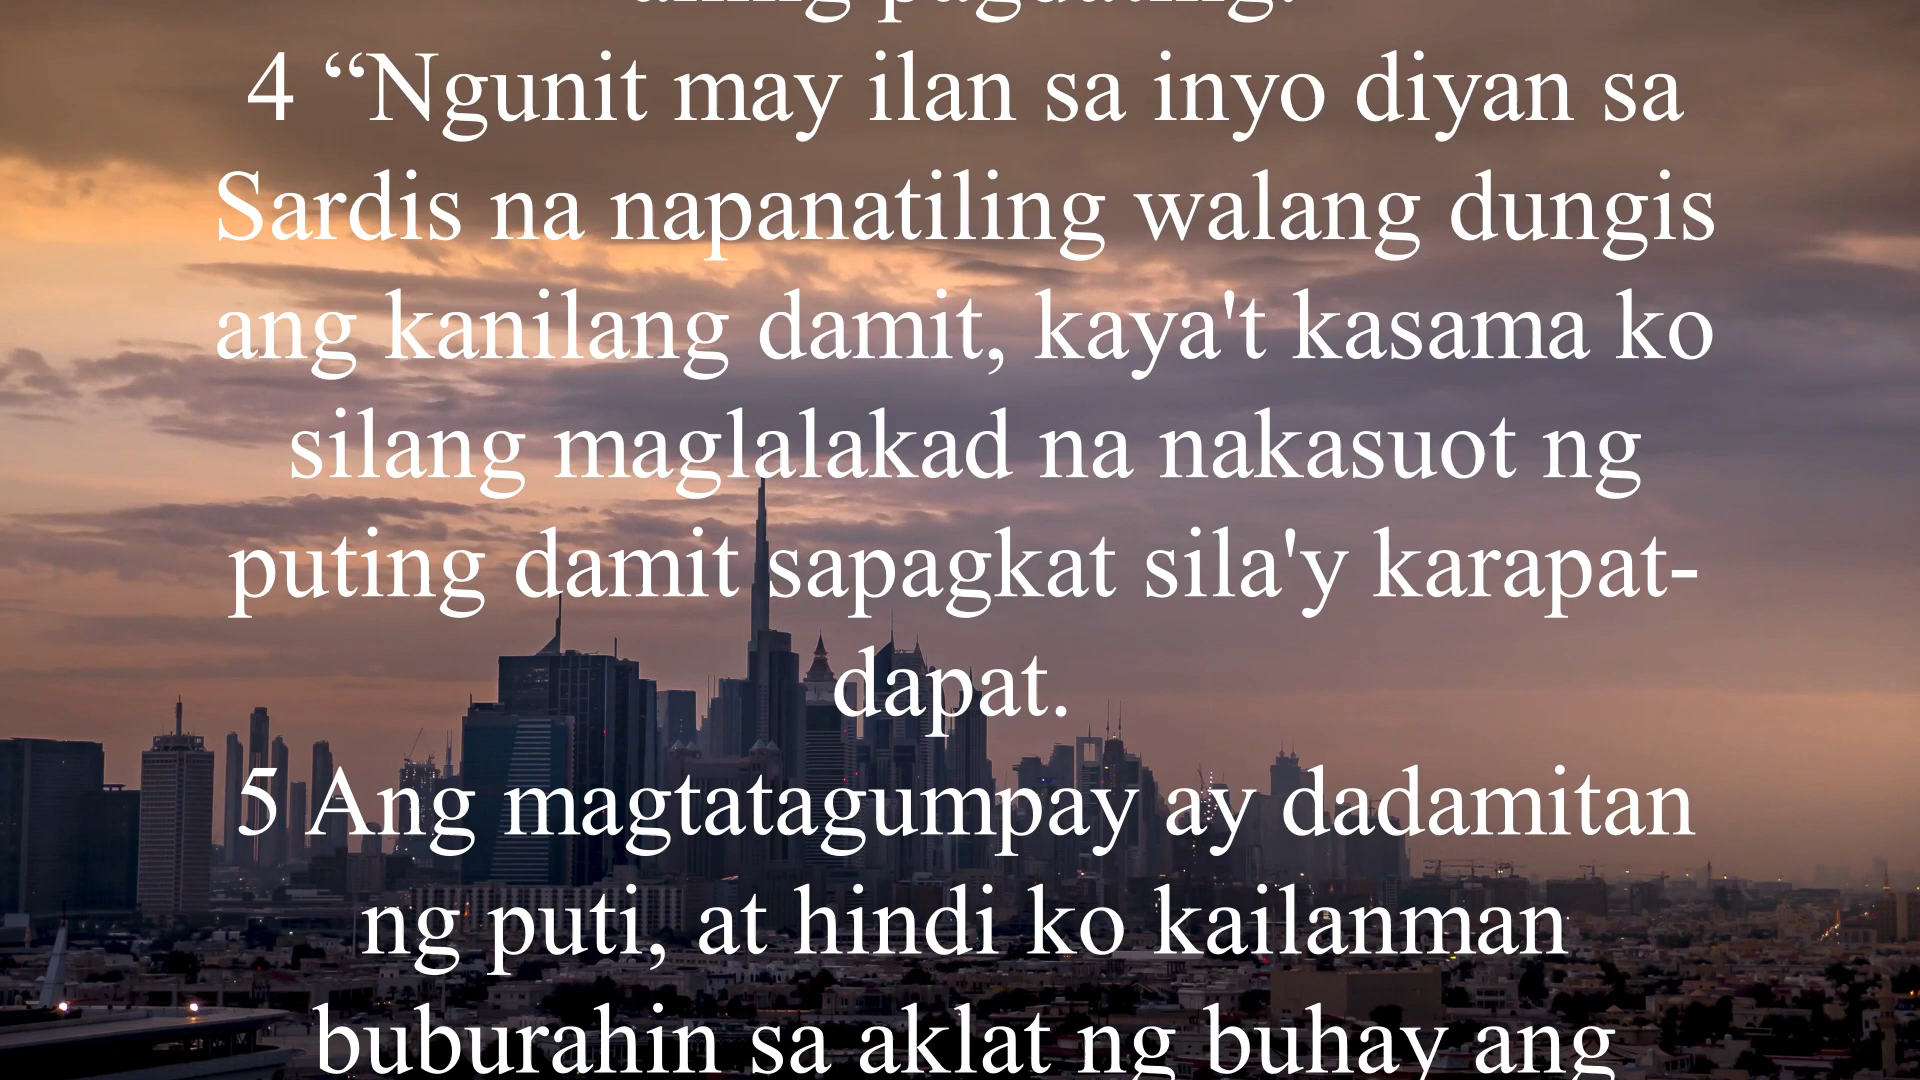 pagdating.
4 “Ngunit may ilan sa inyo diyan sa
Sardis na napanatiling walang dungis
ang kanilang damit, kaya't kasama ko
silang maglalakad na nakasuot ng
puting damit sapagkat sila'y karapat-
dapat.
5 Ang magtatagumpay ay dadamitan
ng puti, at hindi ko kailanman
buburahin sa aklat ng buhay ang